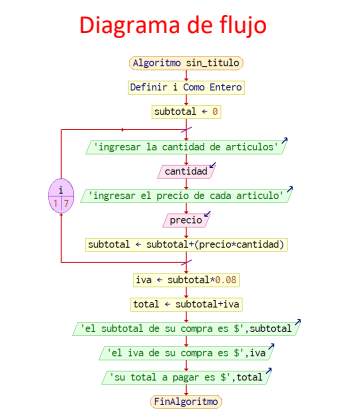 Diagrama de flujo
Algoritmo sin_titulo
Definir i Como Entero
subtotal ← 0
'ingresar la cantidad de articulos'
cantidad
i
1 7
'ingresar el precio de cada articulo'
precio
subtotal ← subtotal+(precio*cantidad)
iva ← subtotal*0.08
total ← subtotal+iva
'el subtotal de su compra es $',subtotal
'el iva de su compra es $',iva
'su total a pagar es $',total
FinAlgoritmo